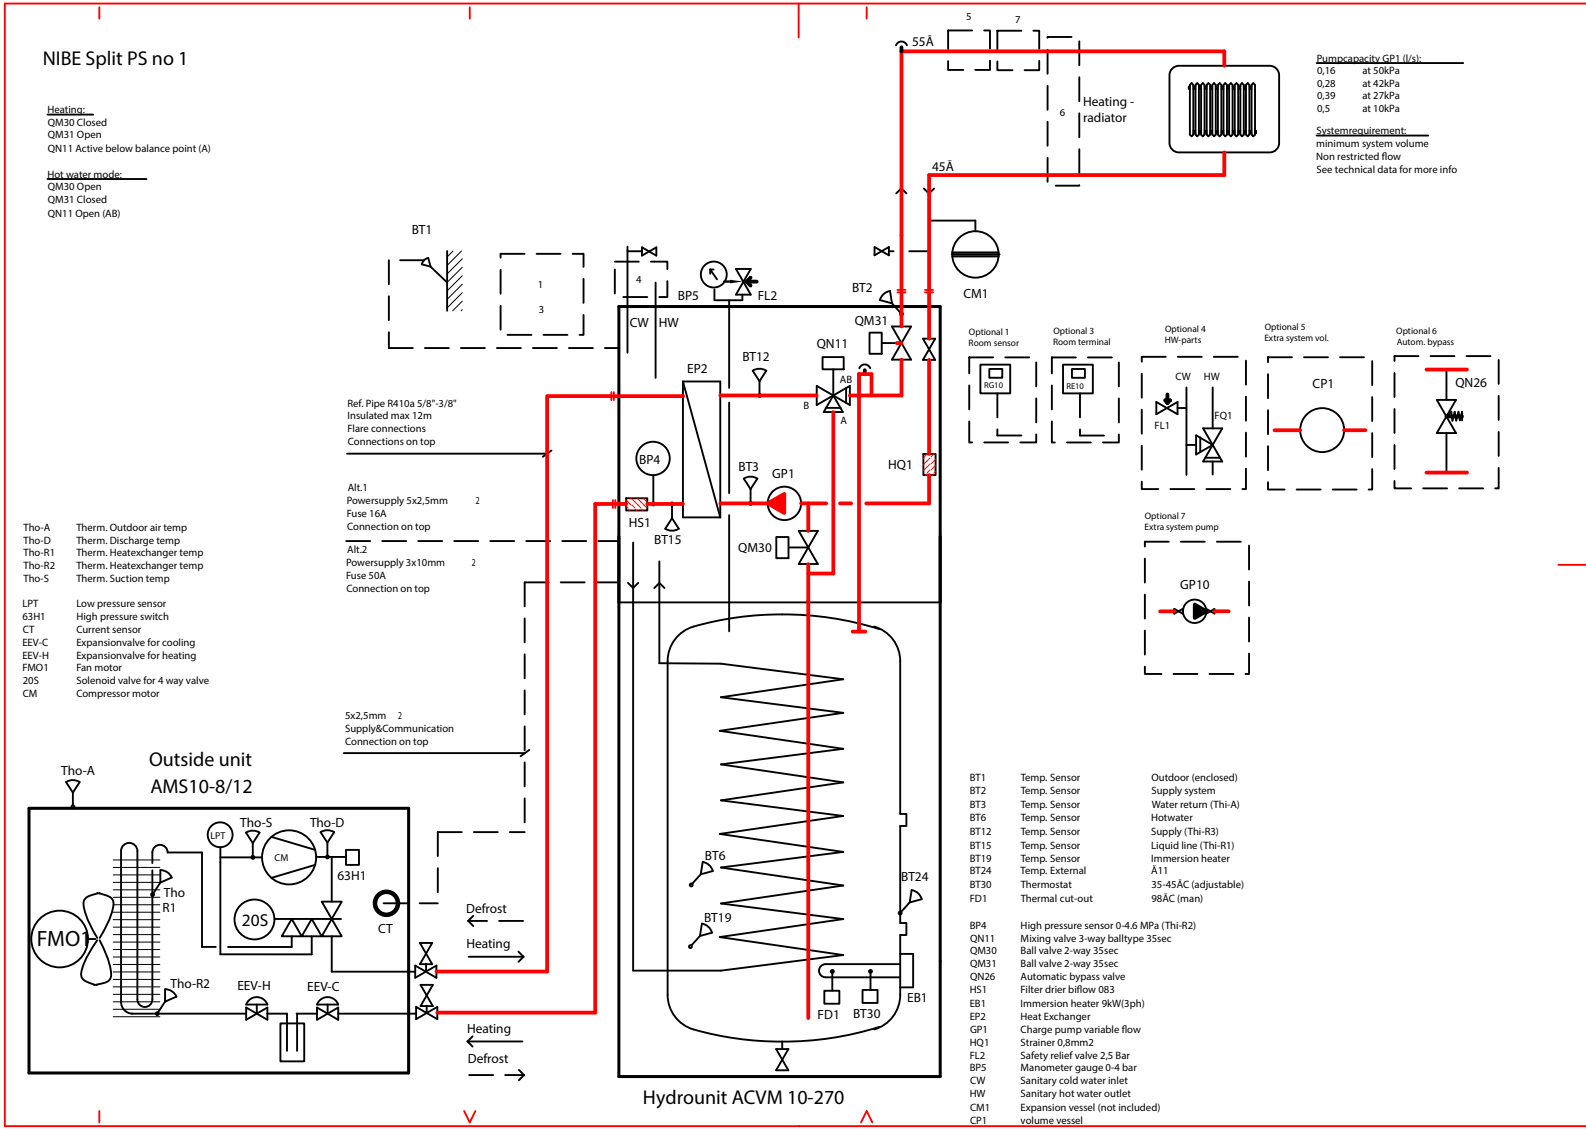 NIBE Split PS no 1
Heating:
QM30 Closed
QM31 Open
QN11 Active below balance point (A)
Hot water mode:
QM30 Open
QM31 Closed
QN11 Open (AB)
55Å
5
7
6
Heating -
radiator
45Å
Pumpcapacity GP1 (l/s):
0,16 at 50kPa
0,28 at 42kPa
0,39 at 27kPa
0,5 at 10kPa
Systemrequirement:
minimum system volume
Non restricted flow
See technical data for more info
BT1
1
3
4
BP5
FL2
CW
HW
BT2
CM1
QM31
QN11
BT12
EP2
AB
B
A
BP4
BT3
GP1
HQ1
HS1
BT15
QM30
Optional 1
Room sensor
RG10
Optional 3
Room terminal
RE10
Optional 4
HW-parts
CW HW
FL1
FQ1
Optional 5
Extra system vol.
CP1
Optional 6
Autom. bypass
QN26
Optional 7
Extra system pump
GP10
Ref. Pipe R410a 5/8"-3/8"
Insulated max 12m
Flare connections
Connections on top
Alt.1
Powersupply 5x2,5mm 2
Fuse 16A
Connection on top
Alt.2
Powersupply 3x10mm 2
Fuse 50A
Connection on top
5x2,5mm 2
Supply&Communication
Connection on top
Tho-A Therm. Outdoor air temp
Tho-D Therm. Discharge temp
Tho-R1 Therm. Heatexchanger temp
Tho-R2 Therm. Heatexchanger temp
Tho-S Therm. Suction temp
LPT Low pressure sensor
63H1 High pressure switch
CT Current sensor
EEV-C Expansionvalve for cooling
EEV-H Expansionvalve for heating
FMO1 Fan motor
20S Solenoid valve for 4 way valve
CM Compressor motor
Outside unit
AMS10-8/12
Tho-A
LPT
Tho-S
Tho-D
CM
63H1
Tho
R1
20S
FMO1
CT
Tho-R2
EEV-H
EEV-C
Defrost
Heating
Heating
Defrost
BT6
BT19
BT24
FD1
BT30
EB1
Hydrounit ACVM 10-270
BT1 Temp. Sensor Outdoor (enclosed)
BT2 Temp. Sensor Supply system
BT3 Temp. Sensor Water return (Thi-A)
BT6 Temp. Sensor Hotwater
BT12 Temp. Sensor Supply (Thi-R3)
BT15 Temp. Sensor Liquid line (Thi-R1)
BT19 Temp. Sensor Immersion heater
BT24 Temp. External Å11
BT30 Thermostat 35-45ÅC (adjustable)
FD1 Thermal cut-out 98ÅC (man)
BP4 High pressure sensor 0-4.6 MPa (Thi-R2)
QN11 Mixing valve 3-way balltype 35sec
QM30 Ball valve 2-way 35sec
QM31 Ball valve 2-way 35sec
QN26 Automatic bypass valve
HS1 Filter drier biflow 083
EB1 Immersion heater 9kW(3ph)
EP2 Heat Exchanger
GP1 Charge pump variable flow
HQ1 Strainer 0,8mm2
FL2 Safety relief valve 2,5 Bar
BP5 Manometer gauge 0-4 bar
CW Sanitary cold water inlet
HW Sanitary hot water outlet
CM1 Expansion vessel (not included)
CP1 volume vessel